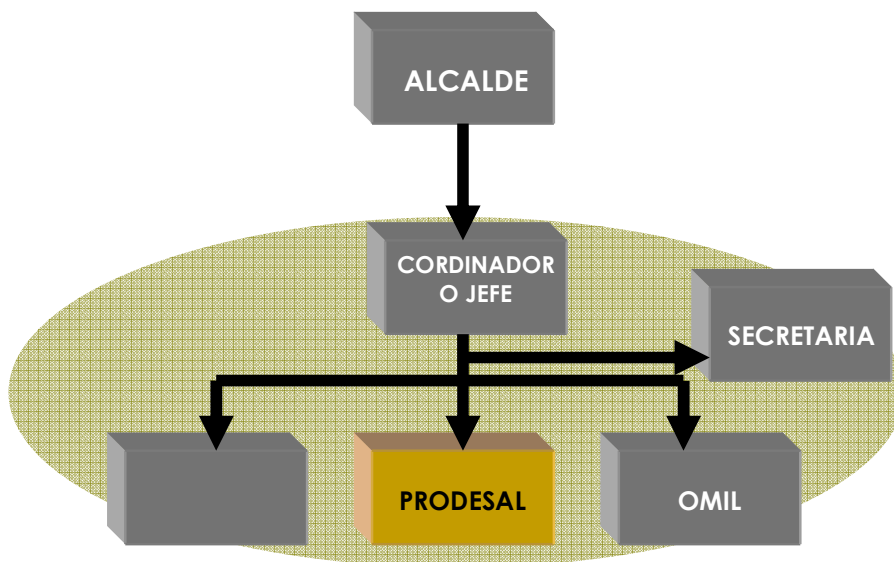 ALCALDE
CORDINADOR
O JEFE
SECRETARIA
PRODESAL
OMIL